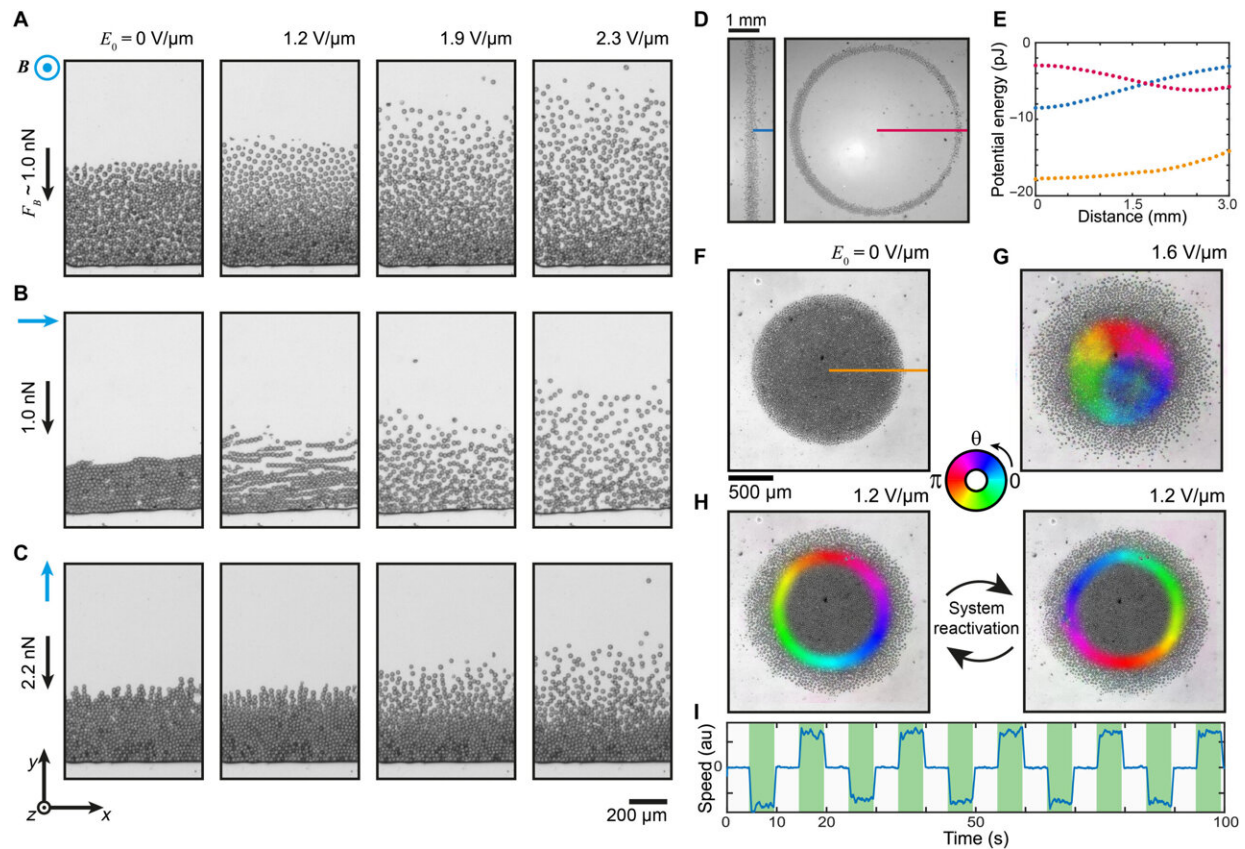 A
E₀ = 0 V/µm
1.2 V/µm
1.9 V/µm
2.3 V/µm
B
F_B ~ 1.0 nN
B
1.0 nN
C
2.2 nN
y
z
x
200 µm
D
1 mm
E
Potential energy (pJ)
0
−10
−20
0
1.5
3.0
Distance (mm)
F
E₀ = 0 V/µm
500 µm
G
1.6 V/µm
θ
π
0
H
1.2 V/µm
System
reactivation
1.2 V/µm
I
Speed (au)
0
0
10
20
50
100
Time (s)